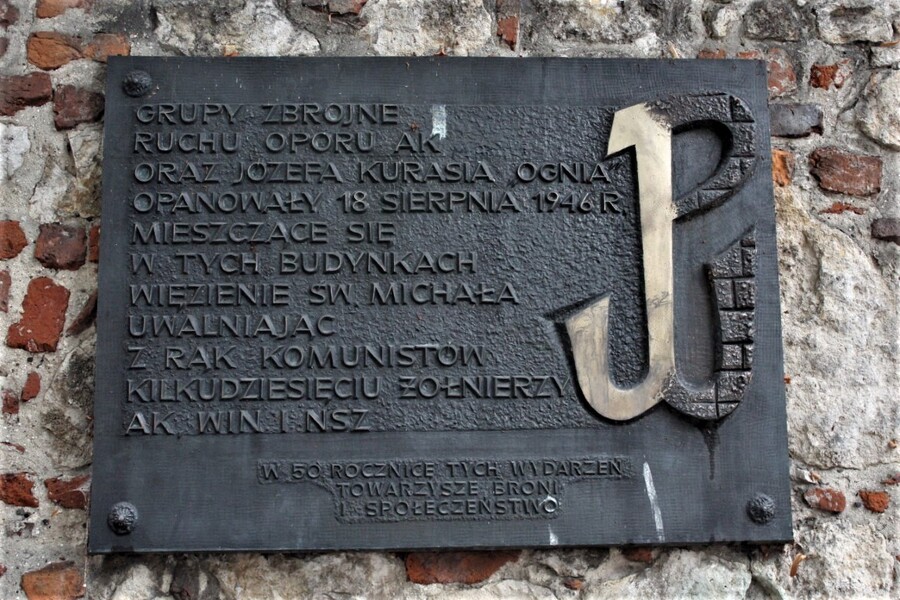 GRUPY ZBROJNE
RUCHU OPORU AK
ORAZ JÓZEFA KURASIA „OGNIA”
OPANOWAŁY 18 SIERPNIA 1946 R.
MIESZCZĄCE SIĘ
W TYCH BUDYNKACH
WIĘZIENIE ŚW. MICHAŁA
UWALNIAJĄC
Z RĄK KOMUNISTÓW
KILKUDZIESIĘCIU ŻOŁNIERZY
AK WIN I NSZ
W 50 ROCZNICĘ TYCH WYDARZEŃ
TOWARZYSZE BRONI
I SPOŁECZEŃSTWO